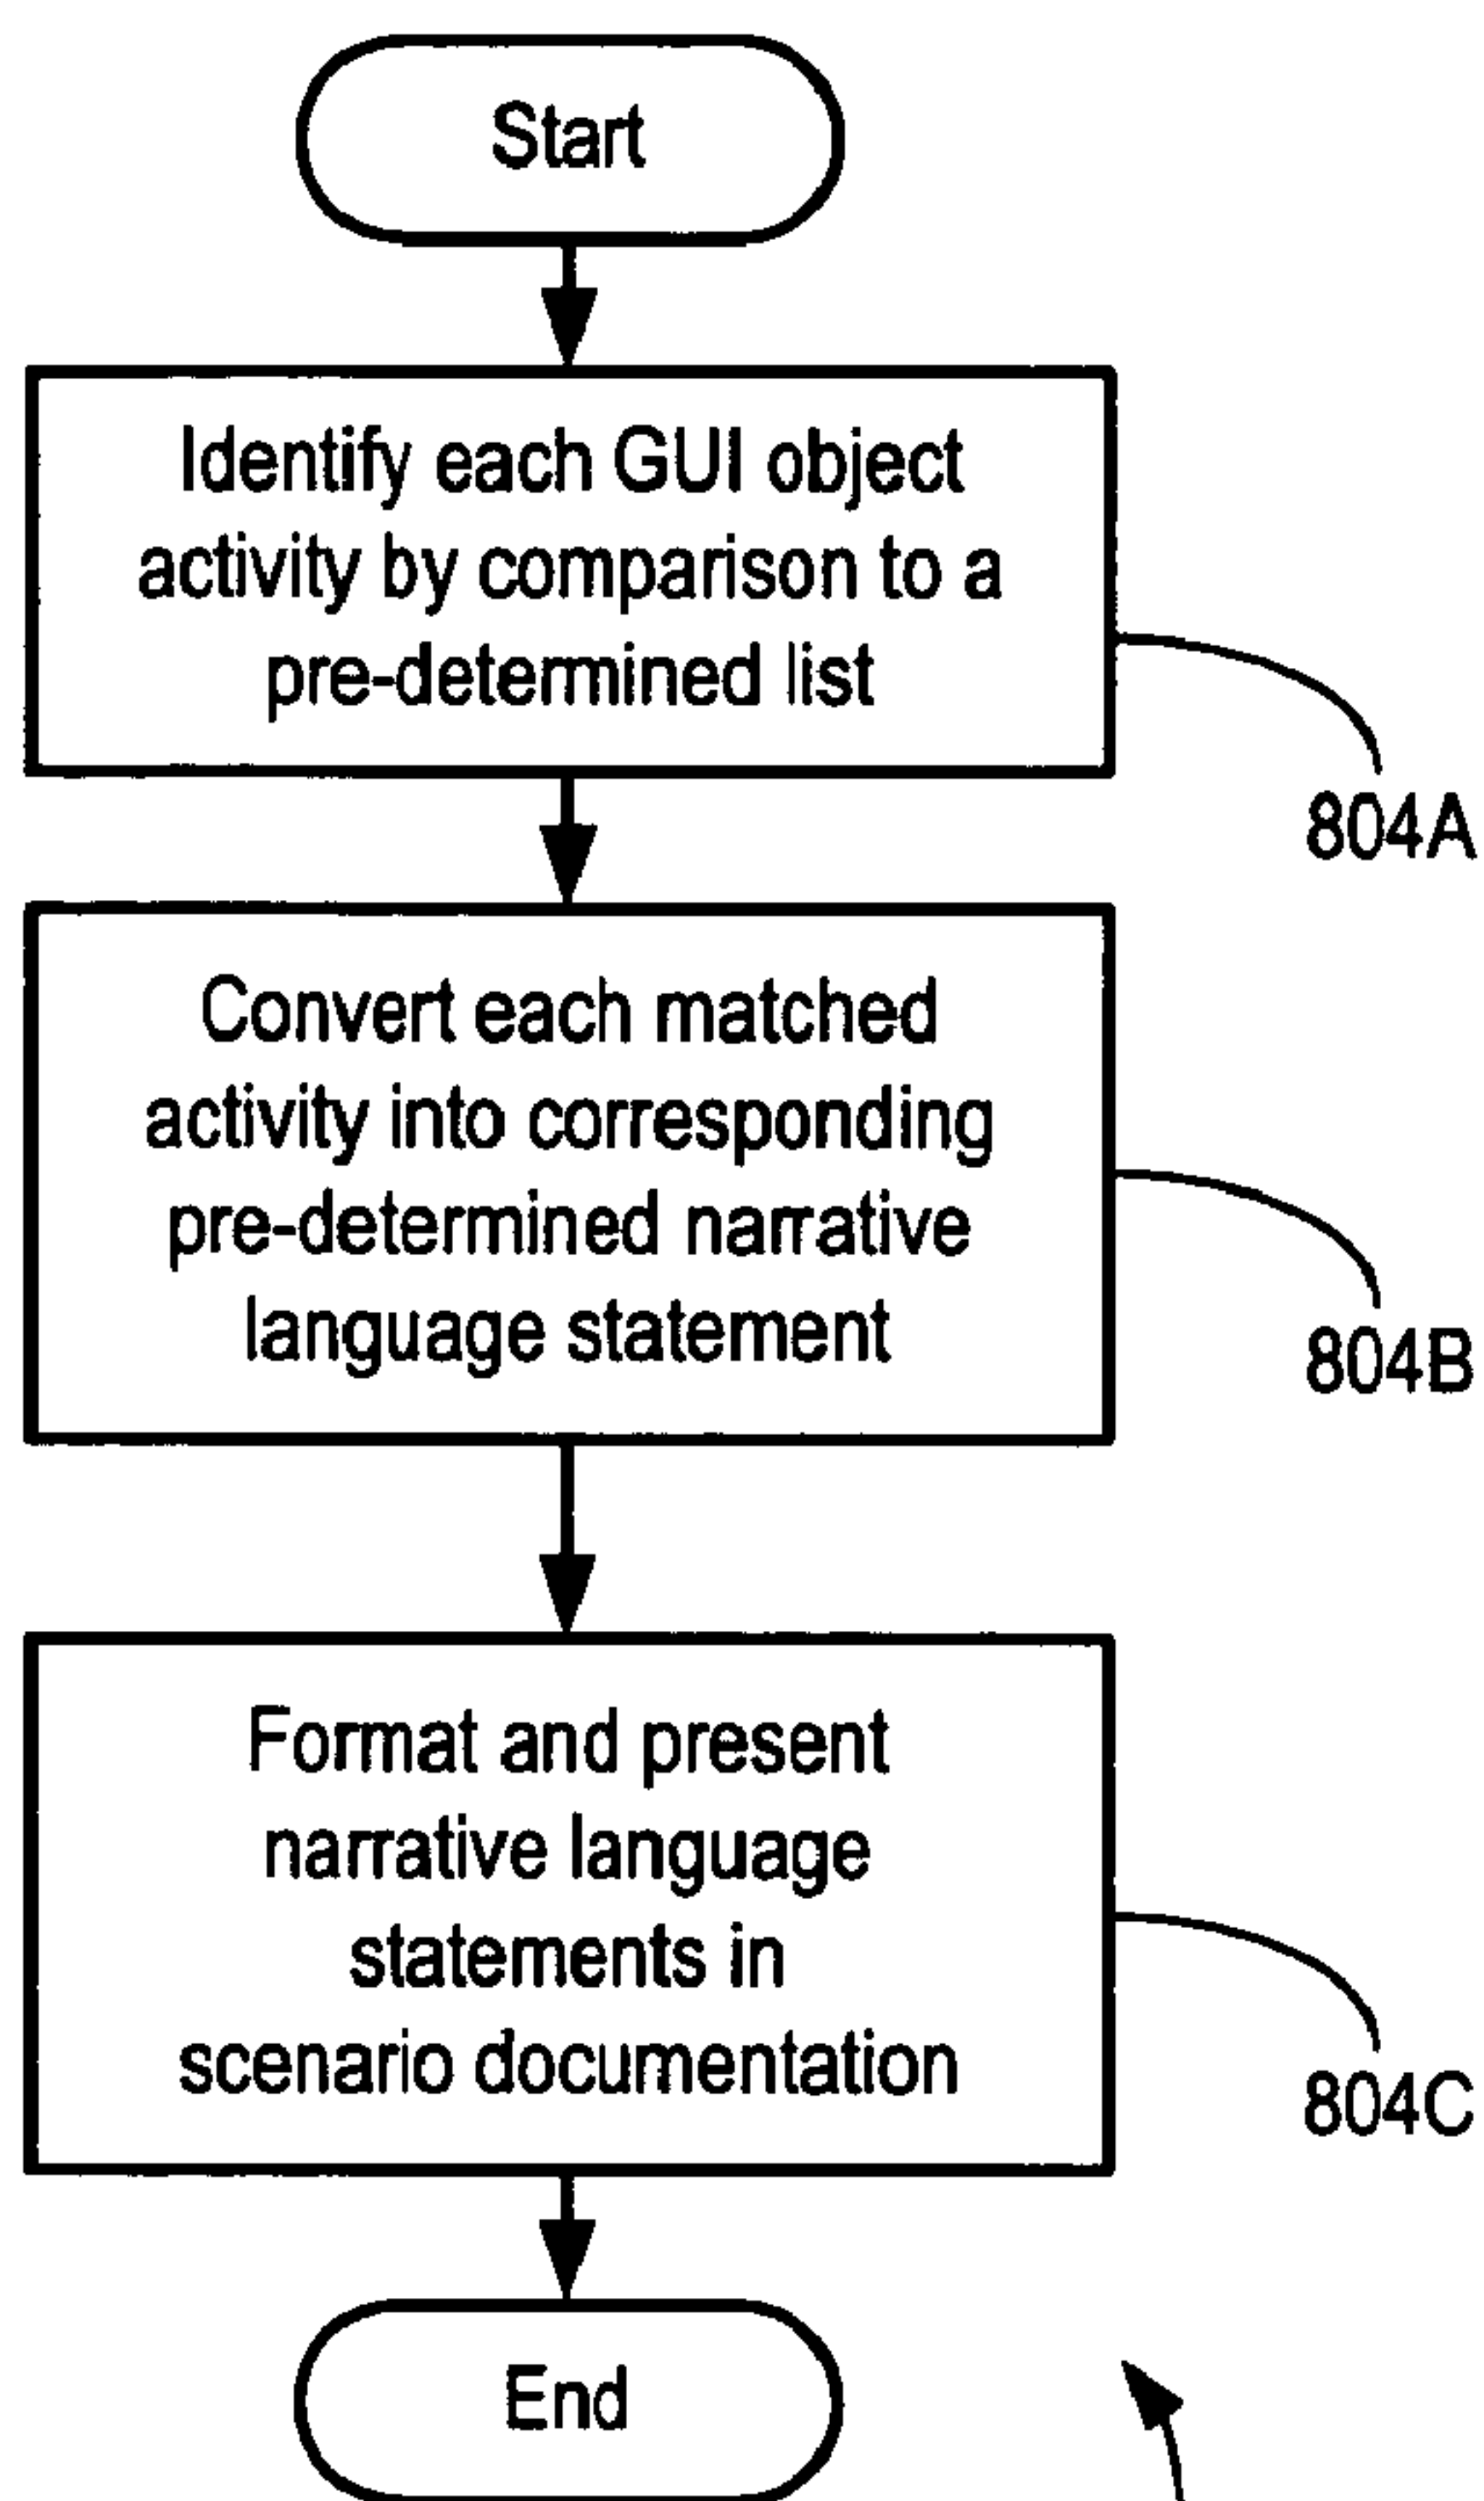 Start
Identify each GUI object
activity by comparison to a
pre-determined list
804A
Convert each matched
activity into corresponding
pre-determined narrative
language statement
804B
Format and present
narrative language
statements in
scenario documentation
804C
End